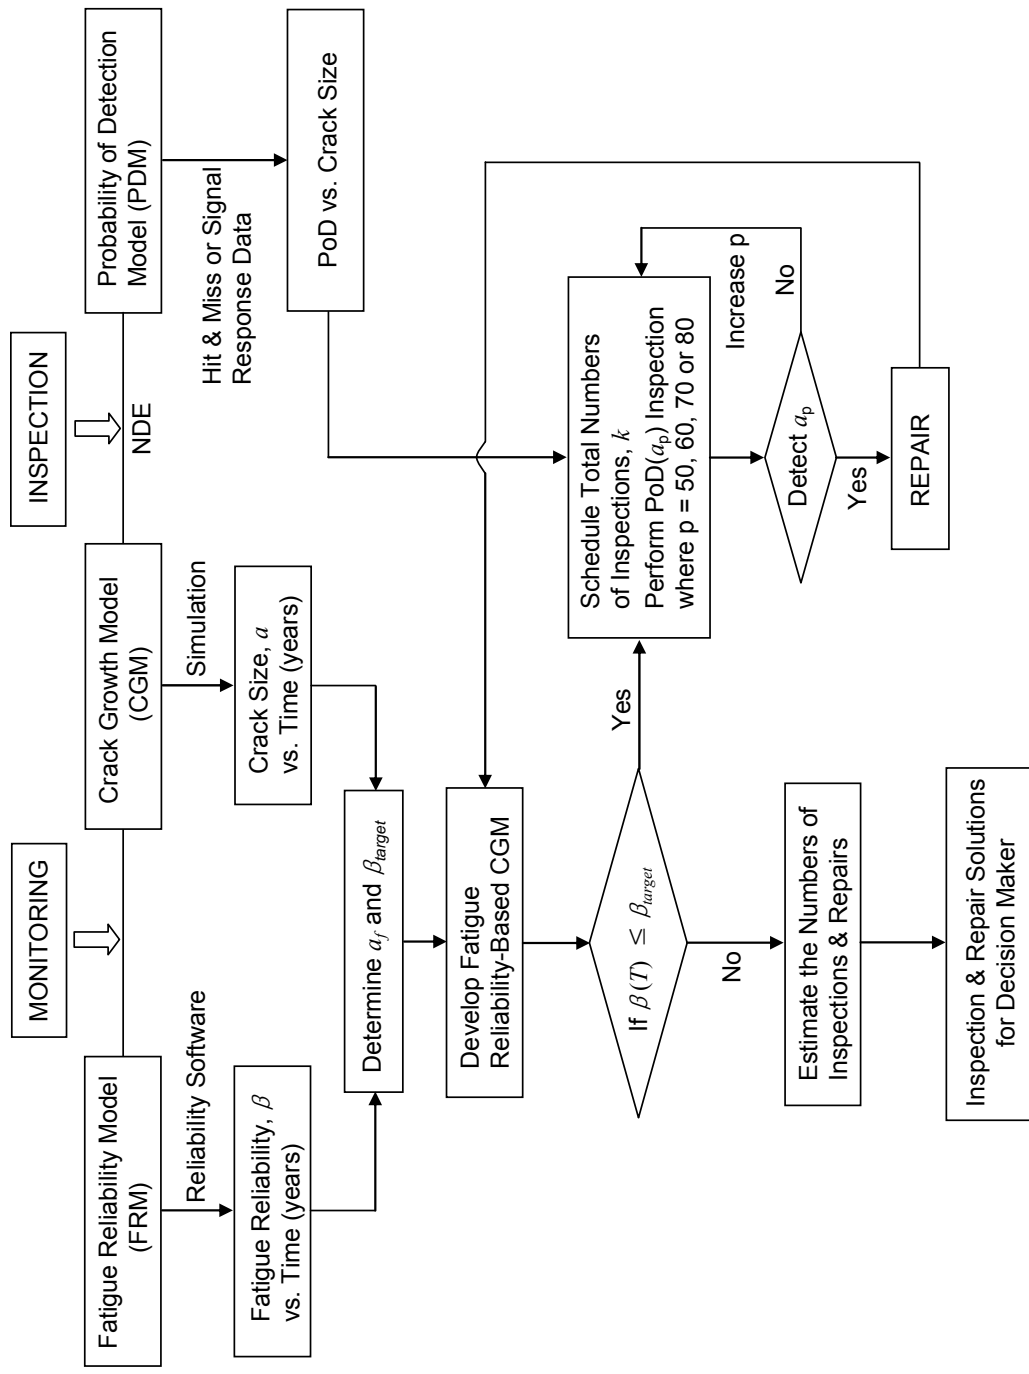 MONITORING
INSPECTION
Fatigue Reliability Model
(FRM)
Crack Growth Model
(CGM)
NDE
Probability of Detection
Model (PDM)
Reliability Software
Simulation
Hit & Miss or Signal
Response Data
Fatigue Reliability, β
vs. Time (years)
Crack Size, a
vs. Time (years)
PoD vs. Crack Size
Determine a_f and β_target
Develop Fatigue
Reliability-Based CGM
If β (T) ≤ β_target
Yes
No
Schedule Total Numbers
of Inspections, k
Perform PoD(a_p) Inspection
where p = 50, 60, 70 or 80
Increase p
No
Detect a_p
Yes
REPAIR
Estimate the Numbers of
Inspections & Repairs
Inspection & Repair Solutions
for Decision Maker